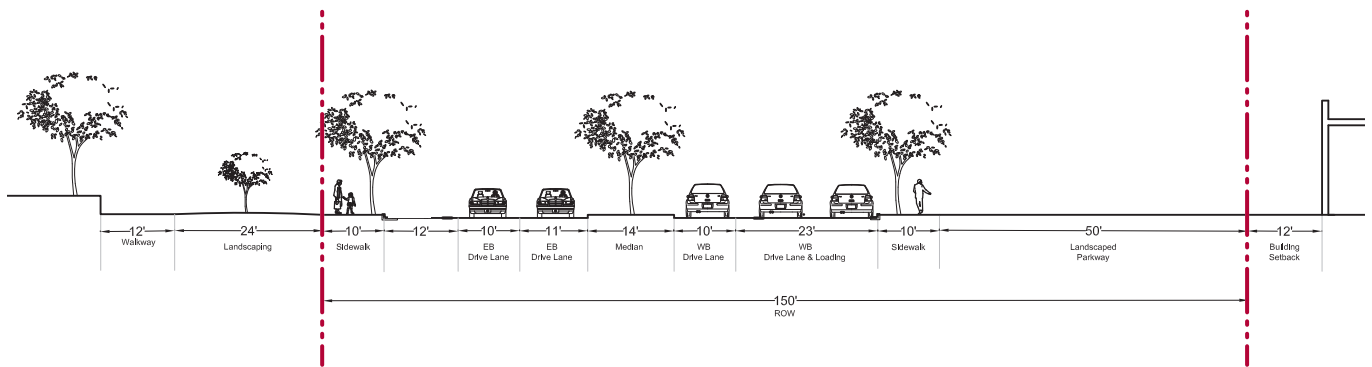 12'
Walkway
24'
Landscaping
10'
Sidewalk
12'
10'
EB
Drive Lane
11'
EB
Drive Lane
14'
Median
10'
WB
Drive Lane
23'
WB
Drive Lane & Loading
10'
Sidewalk
50'
Landscaped
Parkway
12'
Building
Setback
150'
ROW